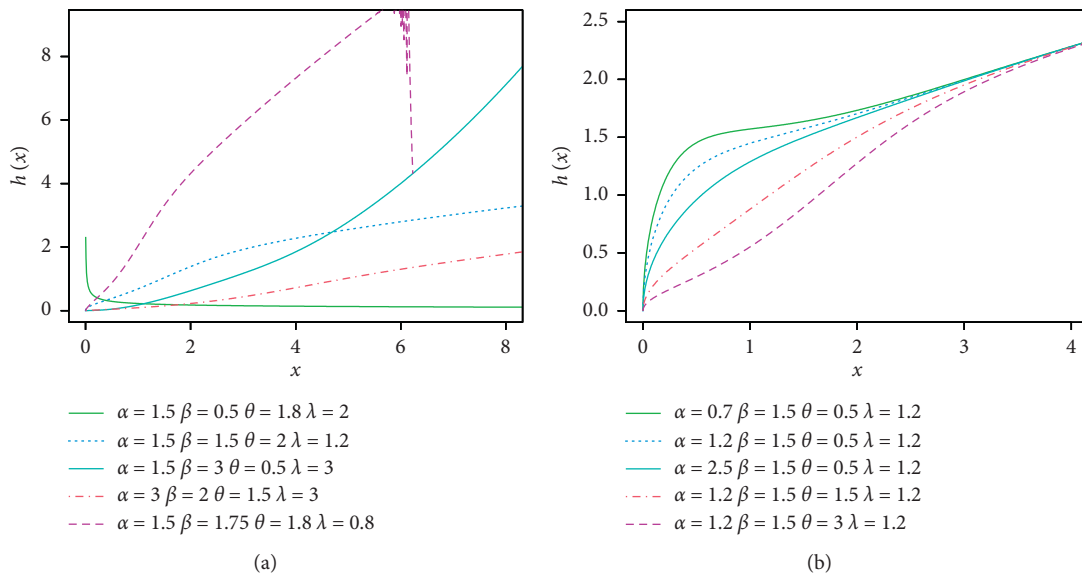 8
6
4
2
0
h (x)
0
2
4
6
8
x
α = 1.5 β = 0.5 θ = 1.8 λ = 2
α = 1.5 β = 1.5 θ = 2 λ = 1.2
α = 1.5 β = 3 θ = 0.5 λ = 3
α = 3 β = 2 θ = 1.5 λ = 3
α = 1.5 β = 1.75 θ = 1.8 λ = 0.8
(a)
2.5
2.0
1.5
1.0
0.5
0.0
h (x)
0
1
2
3
4
x
α = 0.7 β = 1.5 θ = 0.5 λ = 1.2
α = 1.2 β = 1.5 θ = 0.5 λ = 1.2
α = 2.5 β = 1.5 θ = 0.5 λ = 1.2
α = 1.2 β = 1.5 θ = 1.5 λ = 1.2
α = 1.2 β = 1.5 θ = 3 λ = 1.2
(b)